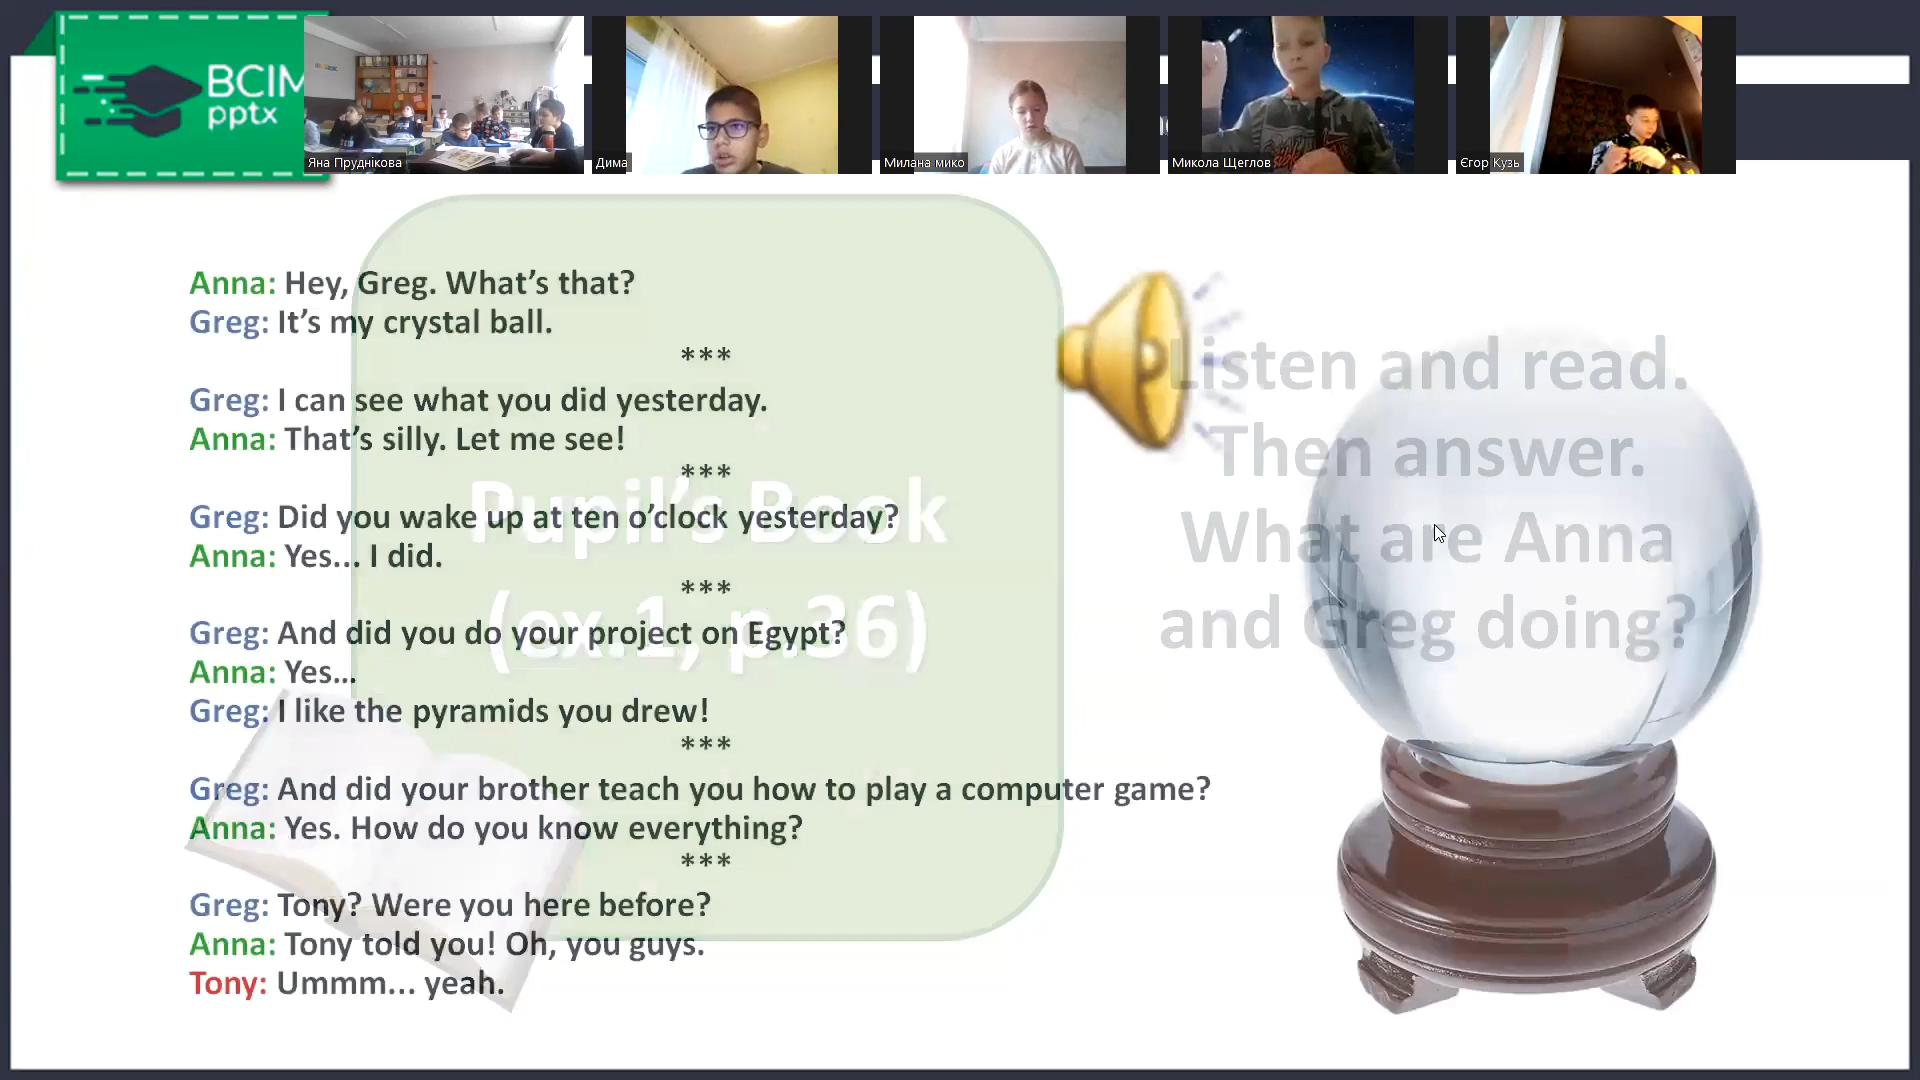 ВСІМ
pptx
Яна Пруднікова
Дима
Милана мико
Микола Щеглов
Єгор Кузь
Anna: Hey, Greg. What’s that?
Greg: It’s my crystal ball.
***
Greg: I can see what you did yesterday.
Anna: That’s silly. Let me see!
***
Greg: Did you wake up at ten o’clock yesterday?
Anna: Yes... I did.
***
Greg: And did you do your project on Egypt?
Anna: Yes...
Greg: I like the pyramids you drew!
***
Greg: And did your brother teach you how to play a computer game?
Anna: Yes. How do you know everything?
***
Greg: Tony? Were you here before?
Anna: Tony told you! Oh, you guys.
Tony: Ummm... yeah.
Pupil’s Book
(ex.1, p.36)
Listen and read.
Then answer.
What are Anna
and Greg doing?